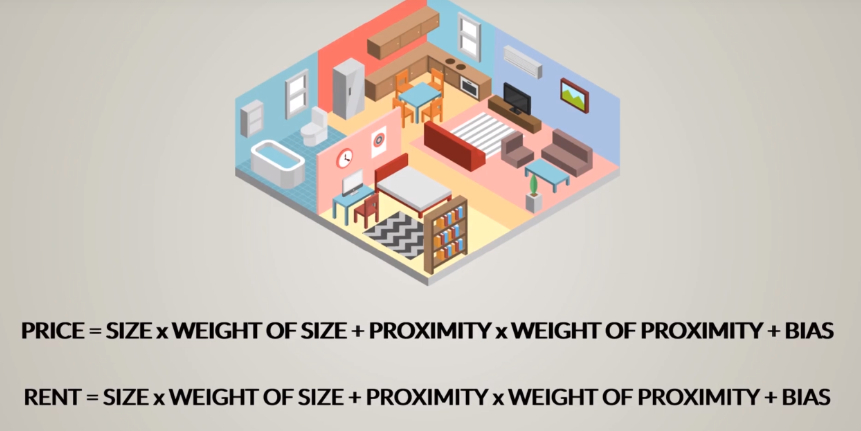 PRICE = SIZE x WEIGHT OF SIZE + PROXIMITY x WEIGHT OF PROXIMITY + BIAS
RENT = SIZE x WEIGHT OF SIZE + PROXIMITY x WEIGHT OF PROXIMITY + BIAS